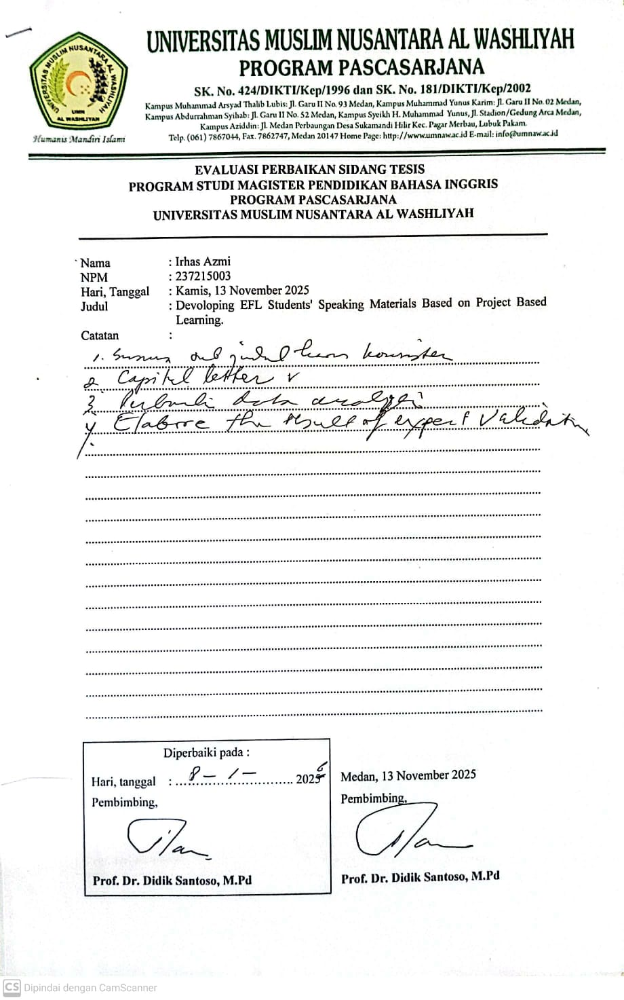 UNIVERSITAS MUSLIM NUSANTARA AL WASHLIYAH
PROGRAM PASCASARJANA
SK. No. 424/DIKTI/Kep/1996 dan SK. No. 181/DIKTI/Kep/2002
Kampus Muhammad Arsyad Thalib Lubis: Jl. Garu II No. 93 Medan, Kampus Muhammad Yunus Karim: Jl. Garu II No. 02 Medan,
Kampus Abdurrahman Syihab: Jl. Garu II No. 52 Medan, Kampus Syeikh H. Muhammad Yunus, Jl. Stadion/Gedung Arca Medan,
Kampus Aziddin: Jl. Medan Perbaungan Desa Sukamandi Hilir Kec. Pagar Merbau, Lubuk Pakam.
Telp. (061) 7867044, Fax. 7862747, Medan 20147 Home Page: http://www.umnaw.ac.id E-mail: info@umnaw.ac.id
UNIVERSITAS MUSLIM NUSANTARA AL WASHLIYAH
UMN
AL WASHLIYAH
Humanis Mandiri Islami
EVALUASI PERBAIKAN SIDANG TESIS
PROGRAM STUDI MAGISTER PENDIDIKAN BAHASA INGGRIS
PROGRAM PASCASARJANA
UNIVERSITAS MUSLIM NUSANTARA AL WASHLIYAH
Nama : Irhas Azmi
NPM : 237215003
Hari, Tanggal : Kamis, 13 November 2025
Judul : Devoloping EFL Students' Speaking Materials Based on Project Based
Learning.
Catatan :
1. sub judul harus konsisten
2. Capital letter
3. Perbaiki data analysis
4. the result of expert validation
Diperbaiki pada :
Hari, tanggal : 8 - 1 - 2026
Pembimbing,
Prof. Dr. Didik Santoso, M.Pd
Medan, 13 November 2025
Pembimbing,
Prof. Dr. Didik Santoso, M.Pd
CS Dipindai dengan CamScanner